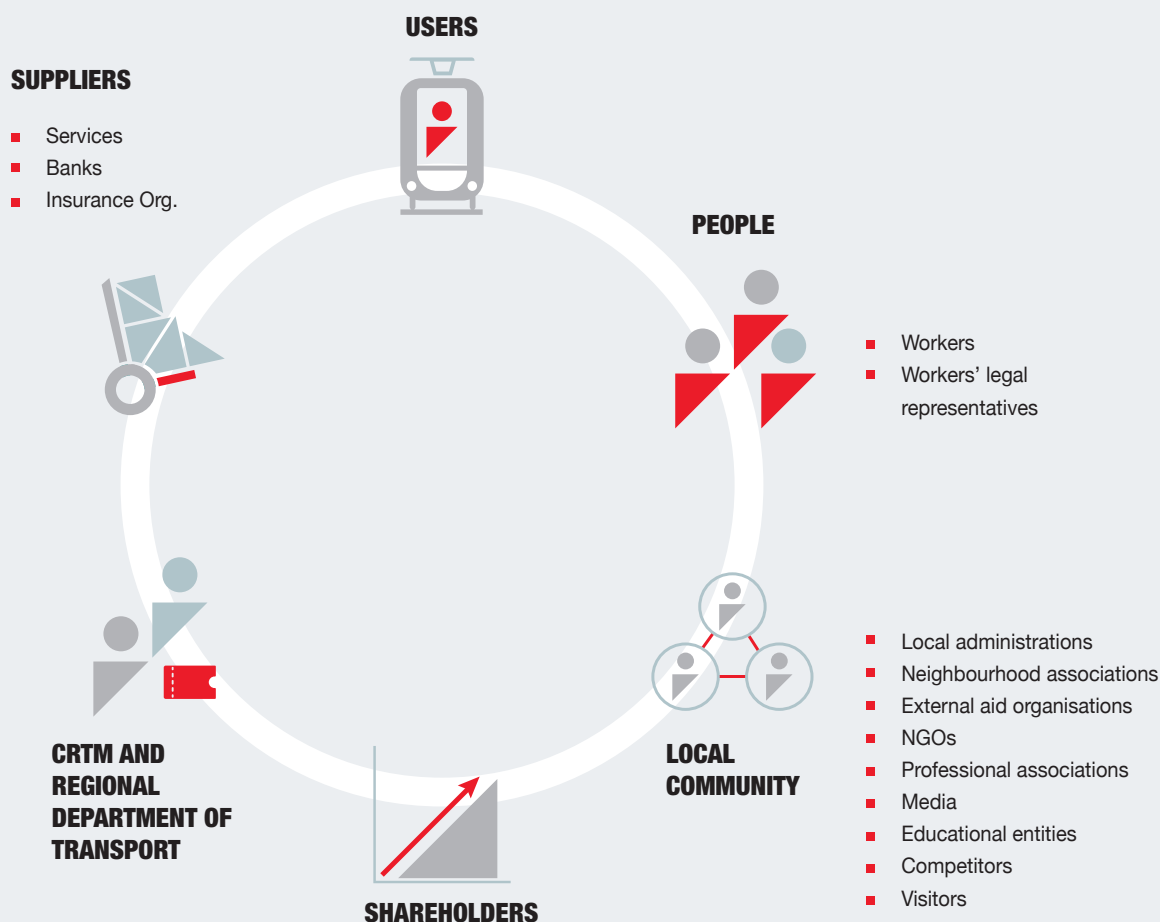 USERS
SUPPLIERS
Services
Banks
Insurance Org.
PEOPLE
Workers
Workers' legal
representatives
Local administrations
Neighbourhood associations
External aid organisations
NGOs
Professional associations
Media
Educational entities
Competitors
Visitors
LOCAL
COMMUNITY
CRTM AND
REGIONAL
DEPARTMENT OF
TRANSPORT
SHAREHOLDERS